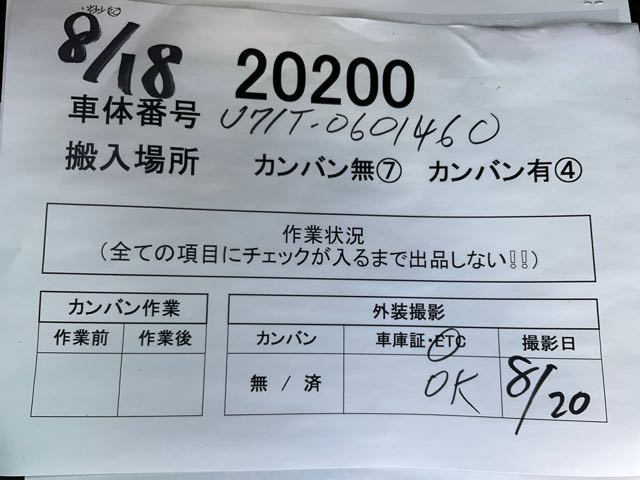 8/18
20200
車体番号 U71T-0601460
搬入場所 カンバン無⑦ カンバン有④
作業状況
(全ての項目にチェックが入るまで出品しない!!)
カンバン作業 外装撮影
作業前 作業後 カンバン 車庫証・ETC 撮影日
無 / 済 OK 8/20